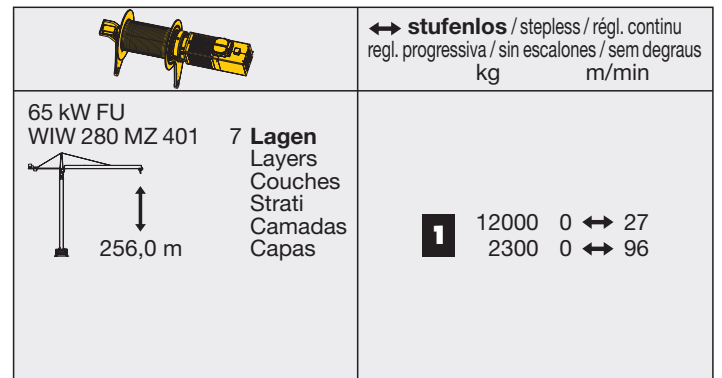 ↔ stufenlos / stepless / régl. continu
regl. progressiva / sin escalones / sem degraus
kg m/min
65 kW FU
WIW 280 MZ 401 7 Lagen
Layers
Couches
Strati
Camadas
256,0 m Capas
1 12000 0 ↔ 27
2300 0 ↔ 96